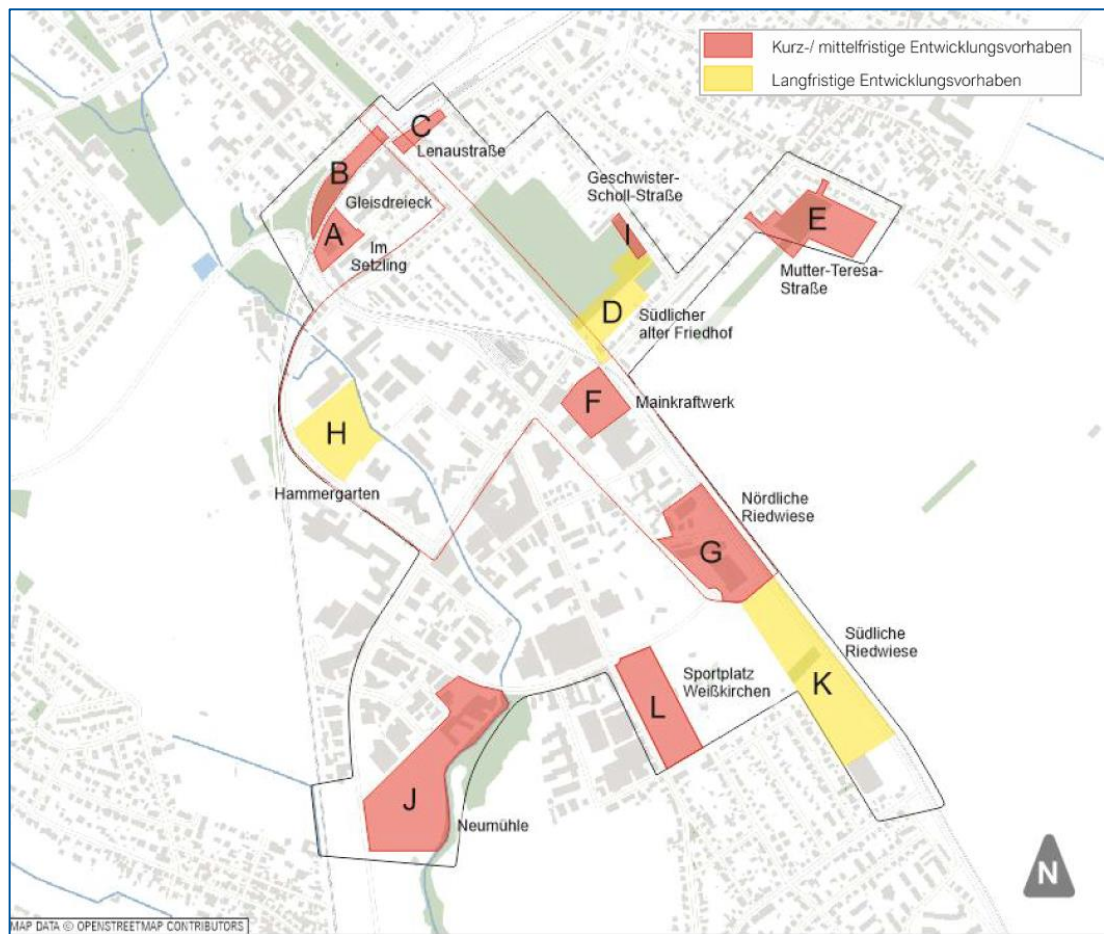 Kurz-/ mittelfristige Entwicklungsvorhaben
Langfristige Entwicklungsvorhaben
C
Lenaustraße
B
Gleisdreieck
A
Im
Setzling
Geschwister-
Scholl-Straße
I
E
Mutter-Teresa-
Straße
D
Südlicher
alter Friedhof
F
Mainkraftwerk
H
Hammergarten
Nördliche
Riedwiese
G
Südliche
Riedwiese
K
Sportplatz
Weißkirchen
L
J
Neumühle
N
MAP DATA © OPENSTREETMAP CONTRIBUTORS